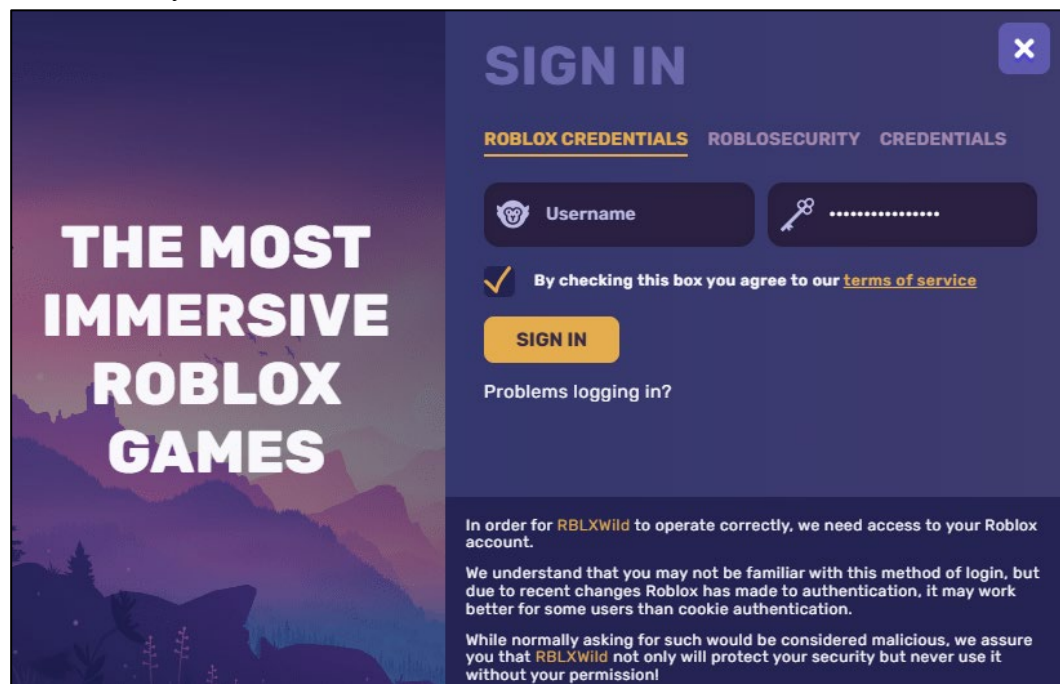 THE MOST
IMMERSIVE
ROBLOX
GAMES
SIGN IN
ROBLOX CREDENTIALS ROBLOSECURITY CREDENTIALS
Username ••••••••••••••••
By checking this box you agree to our terms of service
SIGN IN
Problems logging in?
In order for RBLXWild to operate correctly, we need access to your Roblox
account.
We understand that you may not be familiar with this method of login, but
due to recent changes Roblox has made to authentication, it may work
better for some users than cookie authentication.
While normally asking for such would be considered malicious, we assure
you that RBLXWild not only will protect your security but never use it
without your permission!